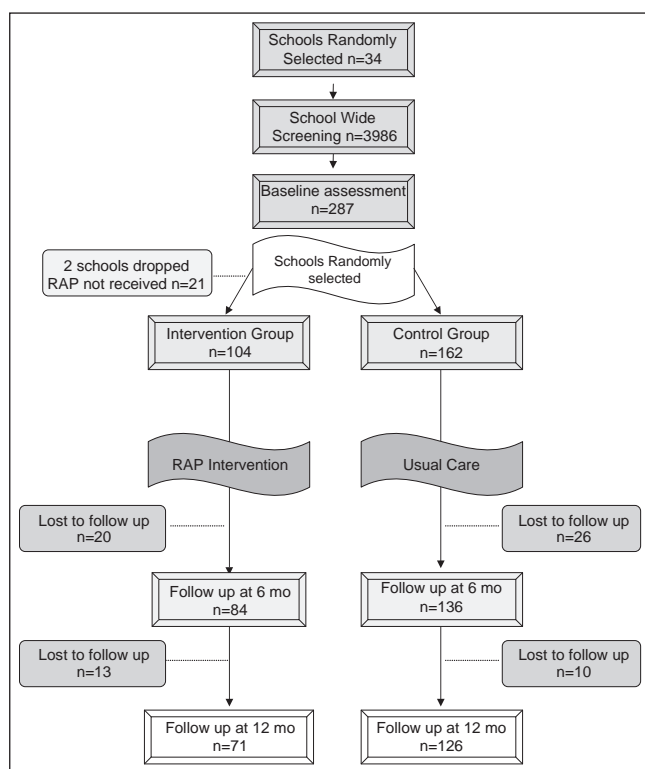 Schools Randomly
Selected n=34
School Wide
Screening n=3986
Baseline assessment
n=287
2 schools dropped
RAP not received n=21
Schools Randomly
selected
Intervention Group
n=104
Control Group
n=162
RAP Intervention
Usual Care
Lost to follow up
n=20
Lost to follow up
n=26
Follow up at 6 mo
n=84
Follow up at 6 mo
n=136
Lost to follow up
n=13
Lost to follow up
n=10
Follow up at 12 mo
n=71
Follow up at 12 mo
n=126